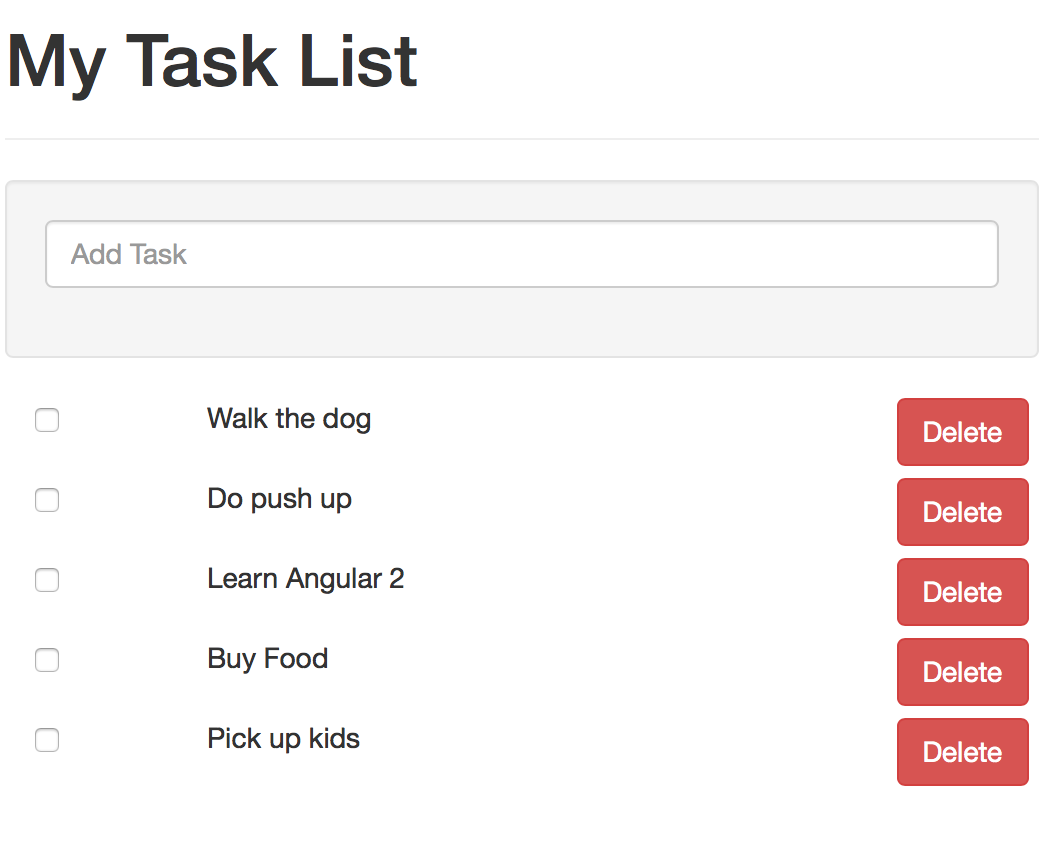 My Task List
Add Task
Walk the dog Delete
Do push up Delete
Learn Angular 2 Delete
Buy Food Delete
Pick up kids Delete